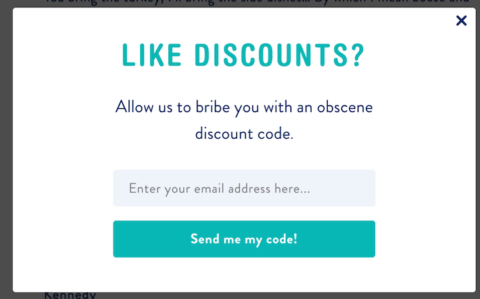 LIKE DISCOUNTS?
Allow us to bribe you with an obscene
discount code.
Enter your email address here...
Send me my code!
Kennedy